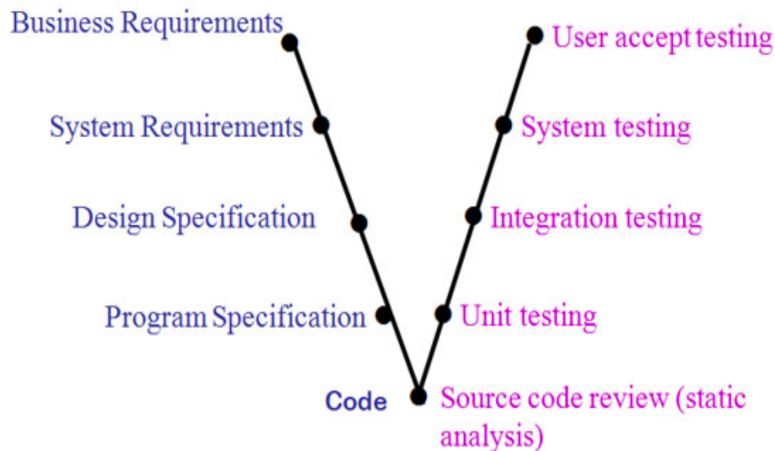 Business Requirements
User accept testing
System Requirements
System testing
Design Specification
Integration testing
Program Specification
Unit testing
Code
Source code review (static
analysis)